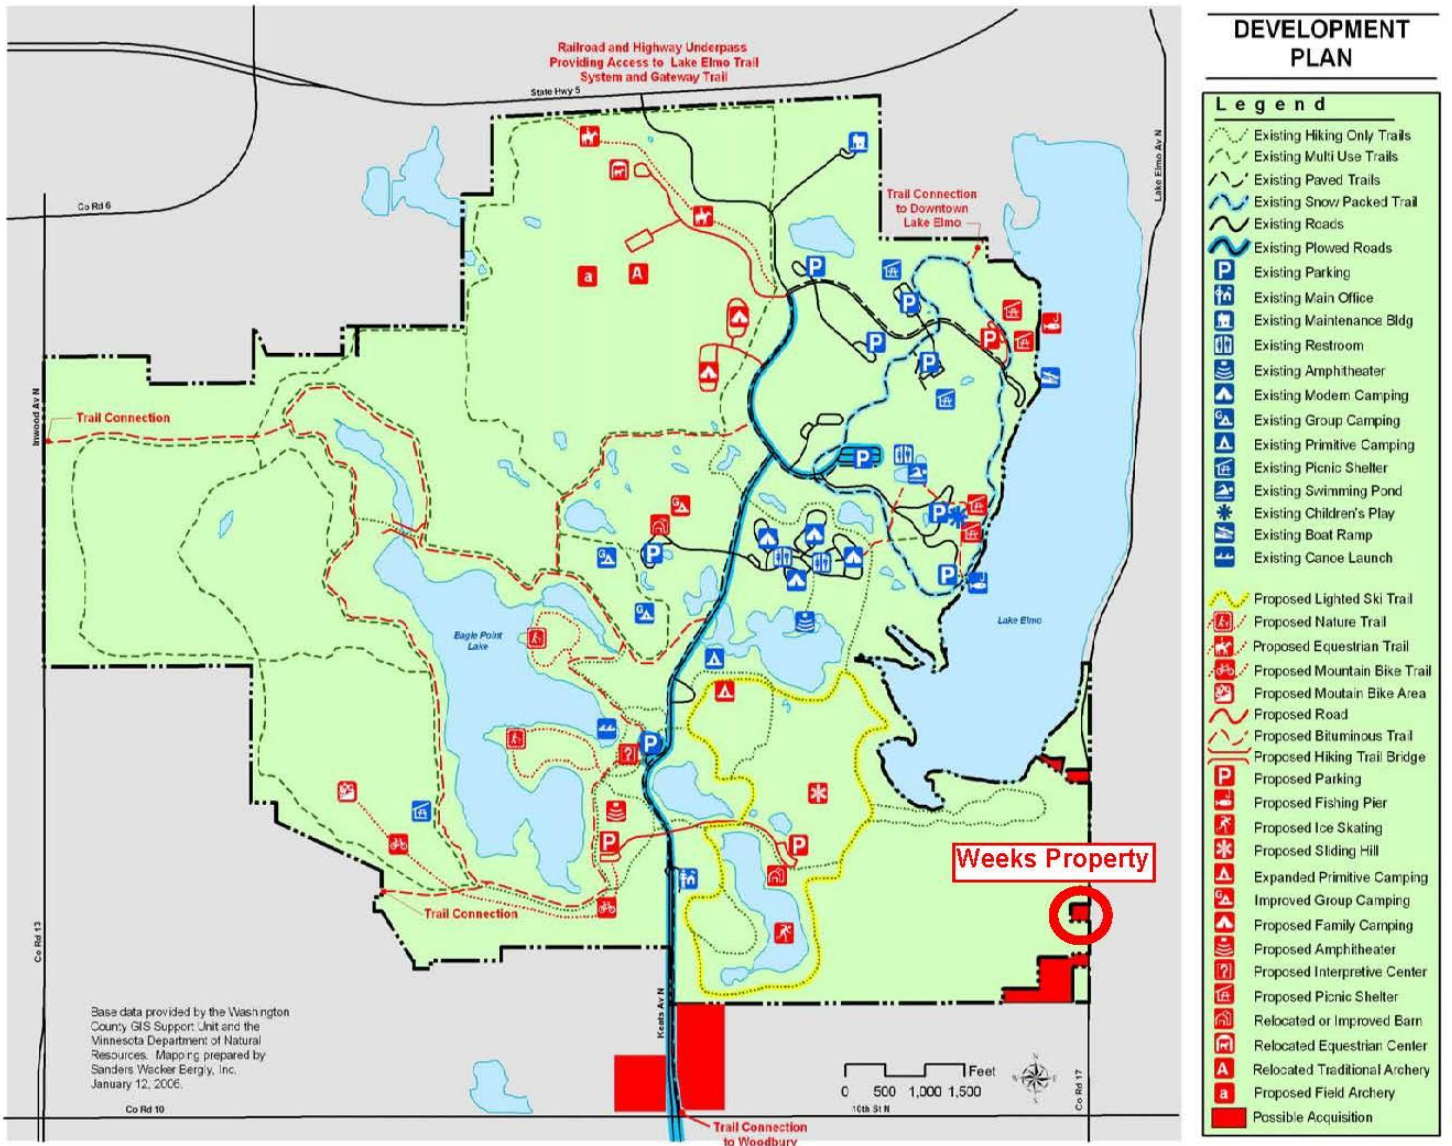 Railroad and Highway Underpass
Providing Access to Lake Elmo Trail
System and Gateway Trail
State Hwy 5
Co Rd 6
Trail Connection
to Downtown
Lake Elmo
Lake Elmo Av N
Inwood Av N
Trail Connection
Eagle Point
Lake
Lake Elmo
Weeks Property
Trail Connection
Co Rd 13
Keats Av N
Co Rd 17
Base data provided by the Washington
County GIS Support Unit and the
Minnesota Department of Natural
Resources. Mapping prepared by
Sanders Wacker Bergly, Inc.
January 12, 2006.
Feet
0 500 1,000 1,500
Co Rd 10
10th St N
Trail Connection
to Woodbury
DEVELOPMENT
PLAN
Legend
Existing Hiking Only Trails
Existing Multi Use Trails
Existing Paved Trails
Existing Snow Packed Trail
Existing Roads
Existing Plowed Roads
P Existing Parking
Existing Main Office
Existing Maintenance Bldg
Existing Restroom
Existing Amphitheater
Existing Modern Camping
G Existing Group Camping
Existing Primitive Camping
Existing Picnic Shelter
Existing Swimming Pond
Existing Children's Play
Existing Boat Ramp
Existing Canoe Launch
Proposed Lighted Ski Trail
Proposed Nature Trail
Proposed Equestrian Trail
Proposed Mountain Bike Trail
Proposed Moutain Bike Area
Proposed Road
Proposed Bituminous Trail
Proposed Hiking Trail Bridge
P Proposed Parking
Proposed Fishing Pier
Proposed Ice Skating
Proposed Sliding Hill
Expanded Primitive Camping
G Improved Group Camping
Proposed Family Camping
Proposed Amphitheater
? Proposed Interpretive Center
Proposed Picnic Shelter
Relocated or Improved Barn
Relocated Equestrian Center
A Relocated Traditional Archery
a Proposed Field Archery
Possible Acquisition